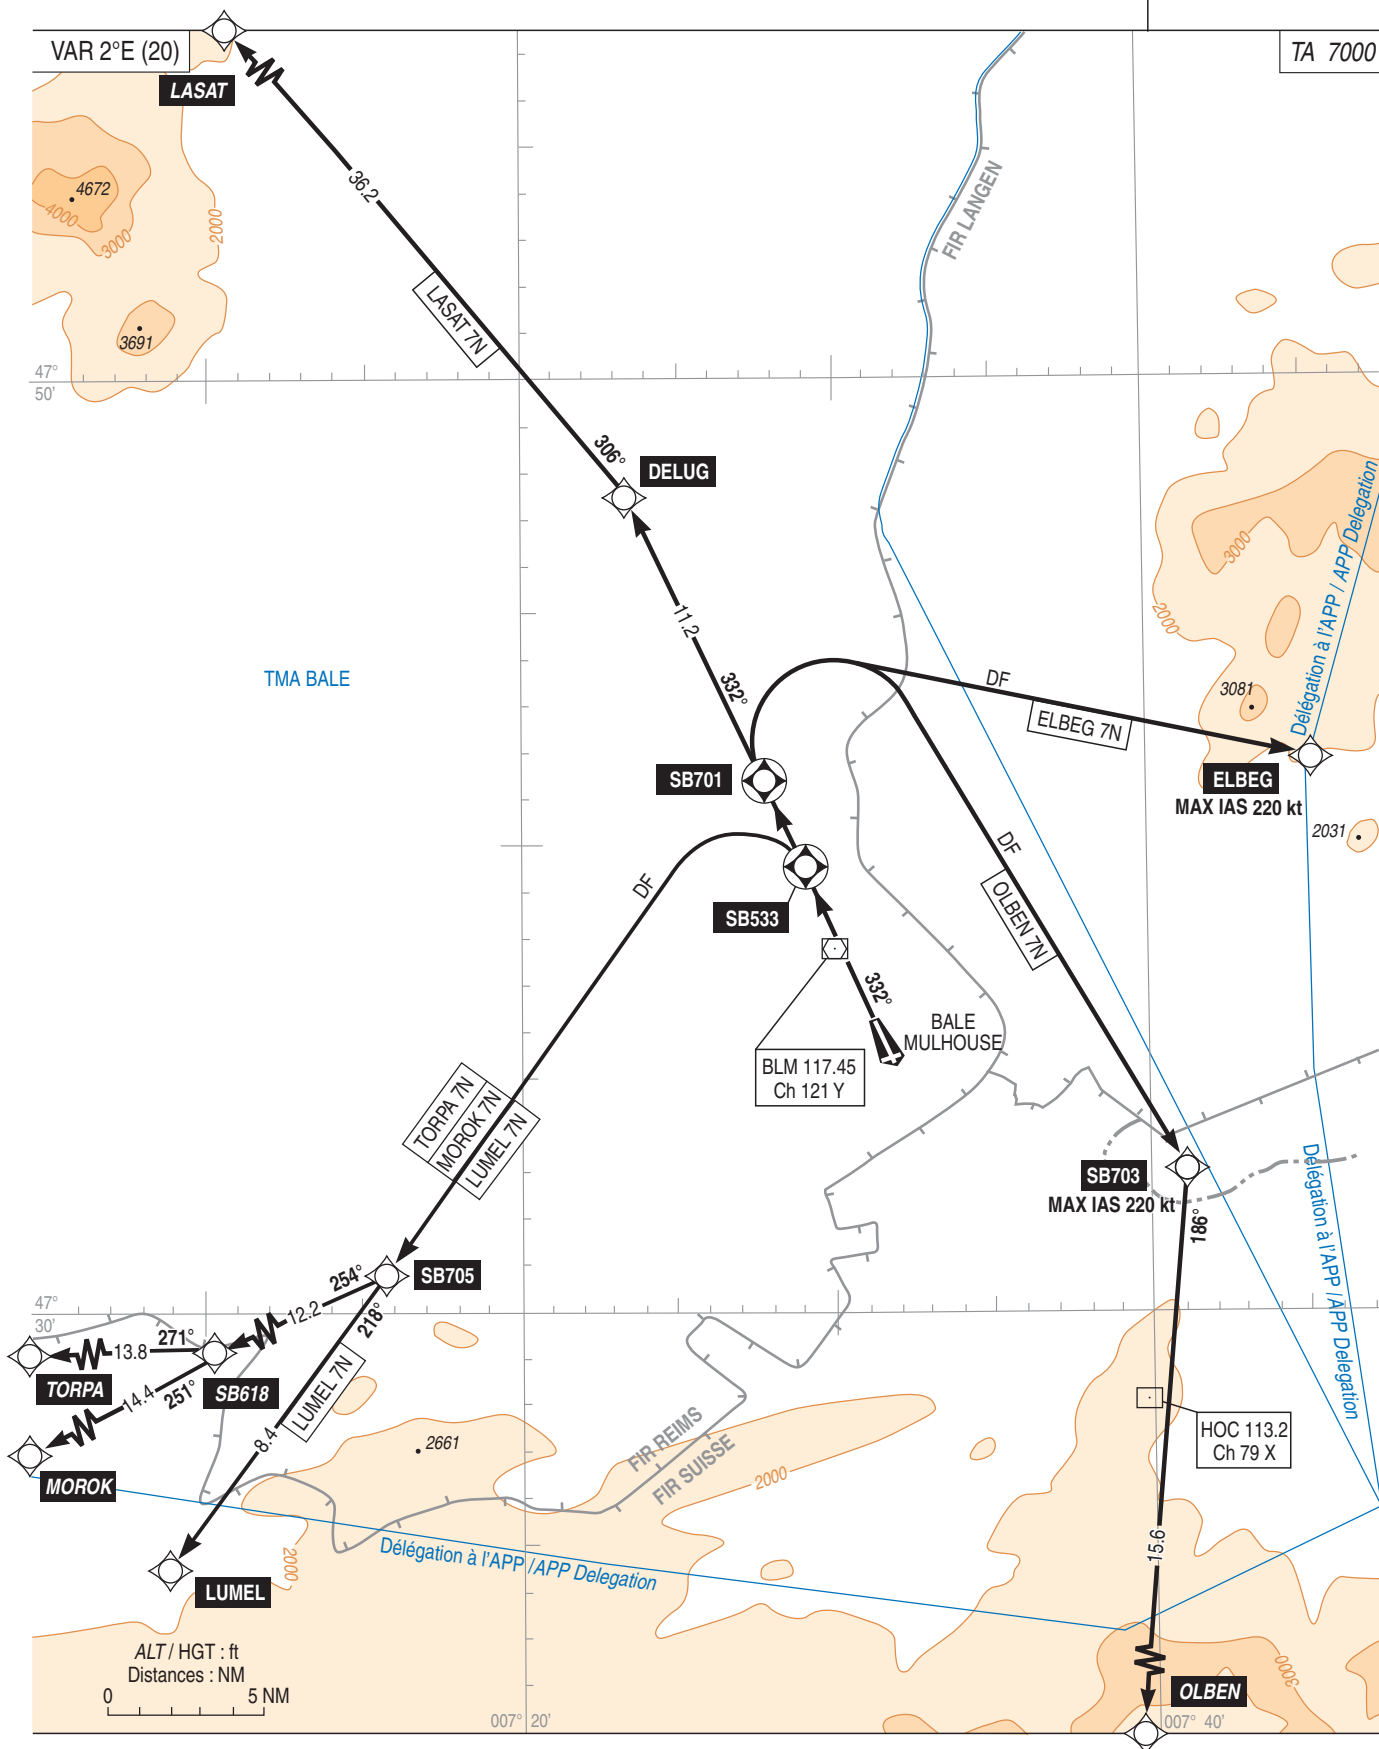 VAR 2°E (20)
TA 7000
LASAT
36.2
FIR LANGEN
4672
4000
3000
2000
3691
LASAT 7N
47°
50'
306°
DELUG
3000
2000
Délégation à l'APP / APP Delegation
11.2
TMA BALE
332°
DF
ELBEG 7N
3081
SB701
ELBEG
MAX IAS 220 kt
2031
DF
DF
OLBEN 7N
SB533
332°
BALE
MULHOUSE
BLM 117.45
Ch 121 Y
TORPA 7N
MOROK 7N
LUMEL 7N
SB703
MAX IAS 220 kt
186°
Délégation à l'APP /APP Delegation
SB705
254°
12.2
218°
47°
30'
271°
13.8
TORPA
SB618
14.4
251°
LUMEL 7N
8.4
MOROK
2661
FIR REIMS
FIR SUISSE
2000
HOC 113.2
Ch 79 X
15.6
Délégation à l'APP /APP Delegation
2000
LUMEL
ALT / HGT : ft
Distances : NM
0
5 NM
3000
OLBEN
007° 20'
007° 40'